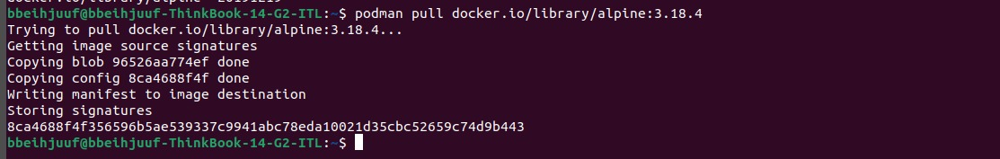 bbeihjuuf@bbeihjuuf-ThinkBook-14-G2-ITL:~$ podman pull docker.io/library/alpine:3.18.4
Trying to pull docker.io/library/alpine:3.18.4...
Getting image source signatures
Copying blob 96526aa774ef done
Copying config 8ca4688f4f done
Writing manifest to image destination
Storing signatures
8ca4688f4f356596b5ae539337c9941abc78eda10021d35cbc52659c74d9b443
bbeihjuuf@bbeihjuuf-ThinkBook-14-G2-ITL:~$